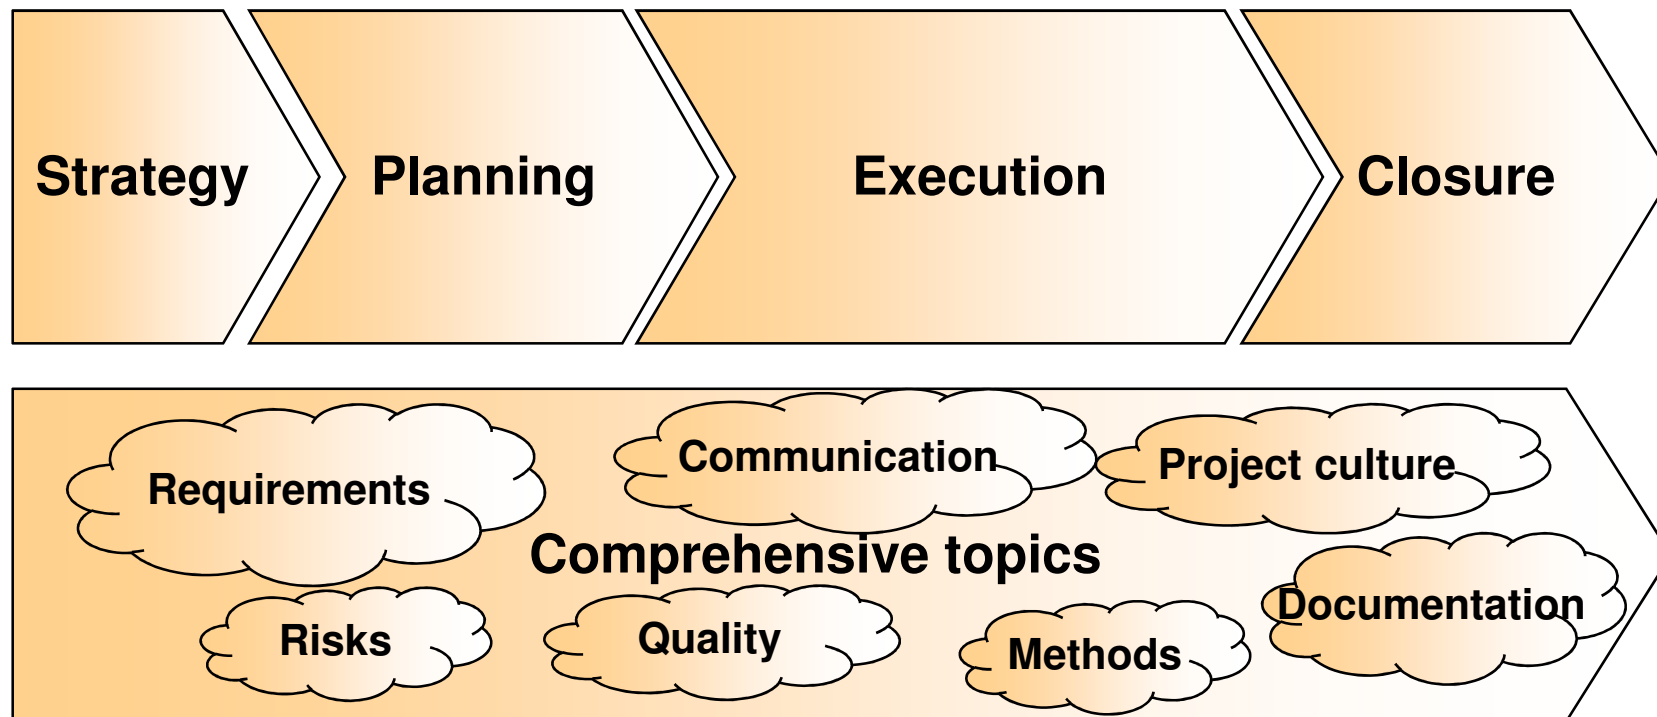 Strategy
Planning
Execution
Closure
Requirements
Communication
Project culture
Comprehensive topics
Risks
Quality
Methods
Documentation